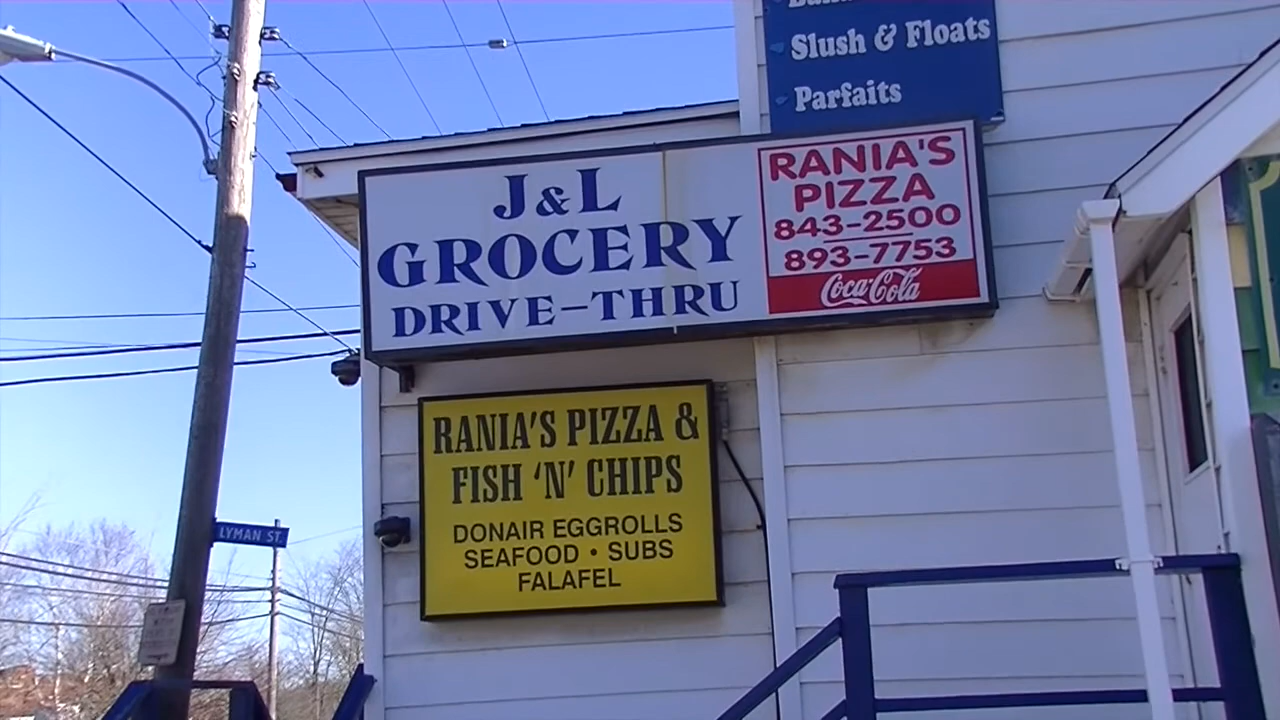 Slush & Floats
Parfaits
J&L
GROCERY
DRIVE-THRU
RANIA'S
PIZZA
843-2500
893-7753
Coca-Cola
RANIA'S PIZZA &
FISH 'N' CHIPS
DONAIR EGGROLLS
SEAFOOD • SUBS
FALAFEL
LYMAN ST.